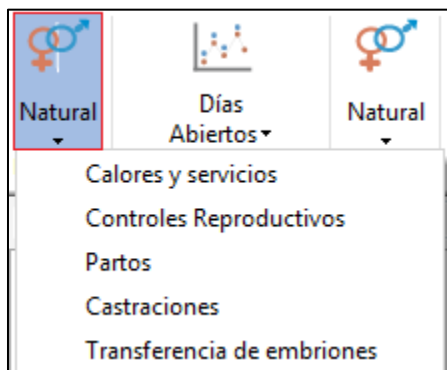 Natural
Días
Abiertos
Natural
Calores y servicios
Controles Reproductivos
Partos
Castraciones
Transferencia de embriones